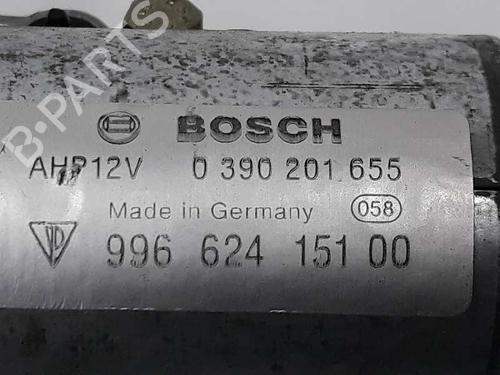 BOSCH
AHP12V 0 390 201 655
Made in Germany 058
996 624 151 00
B-PARTS